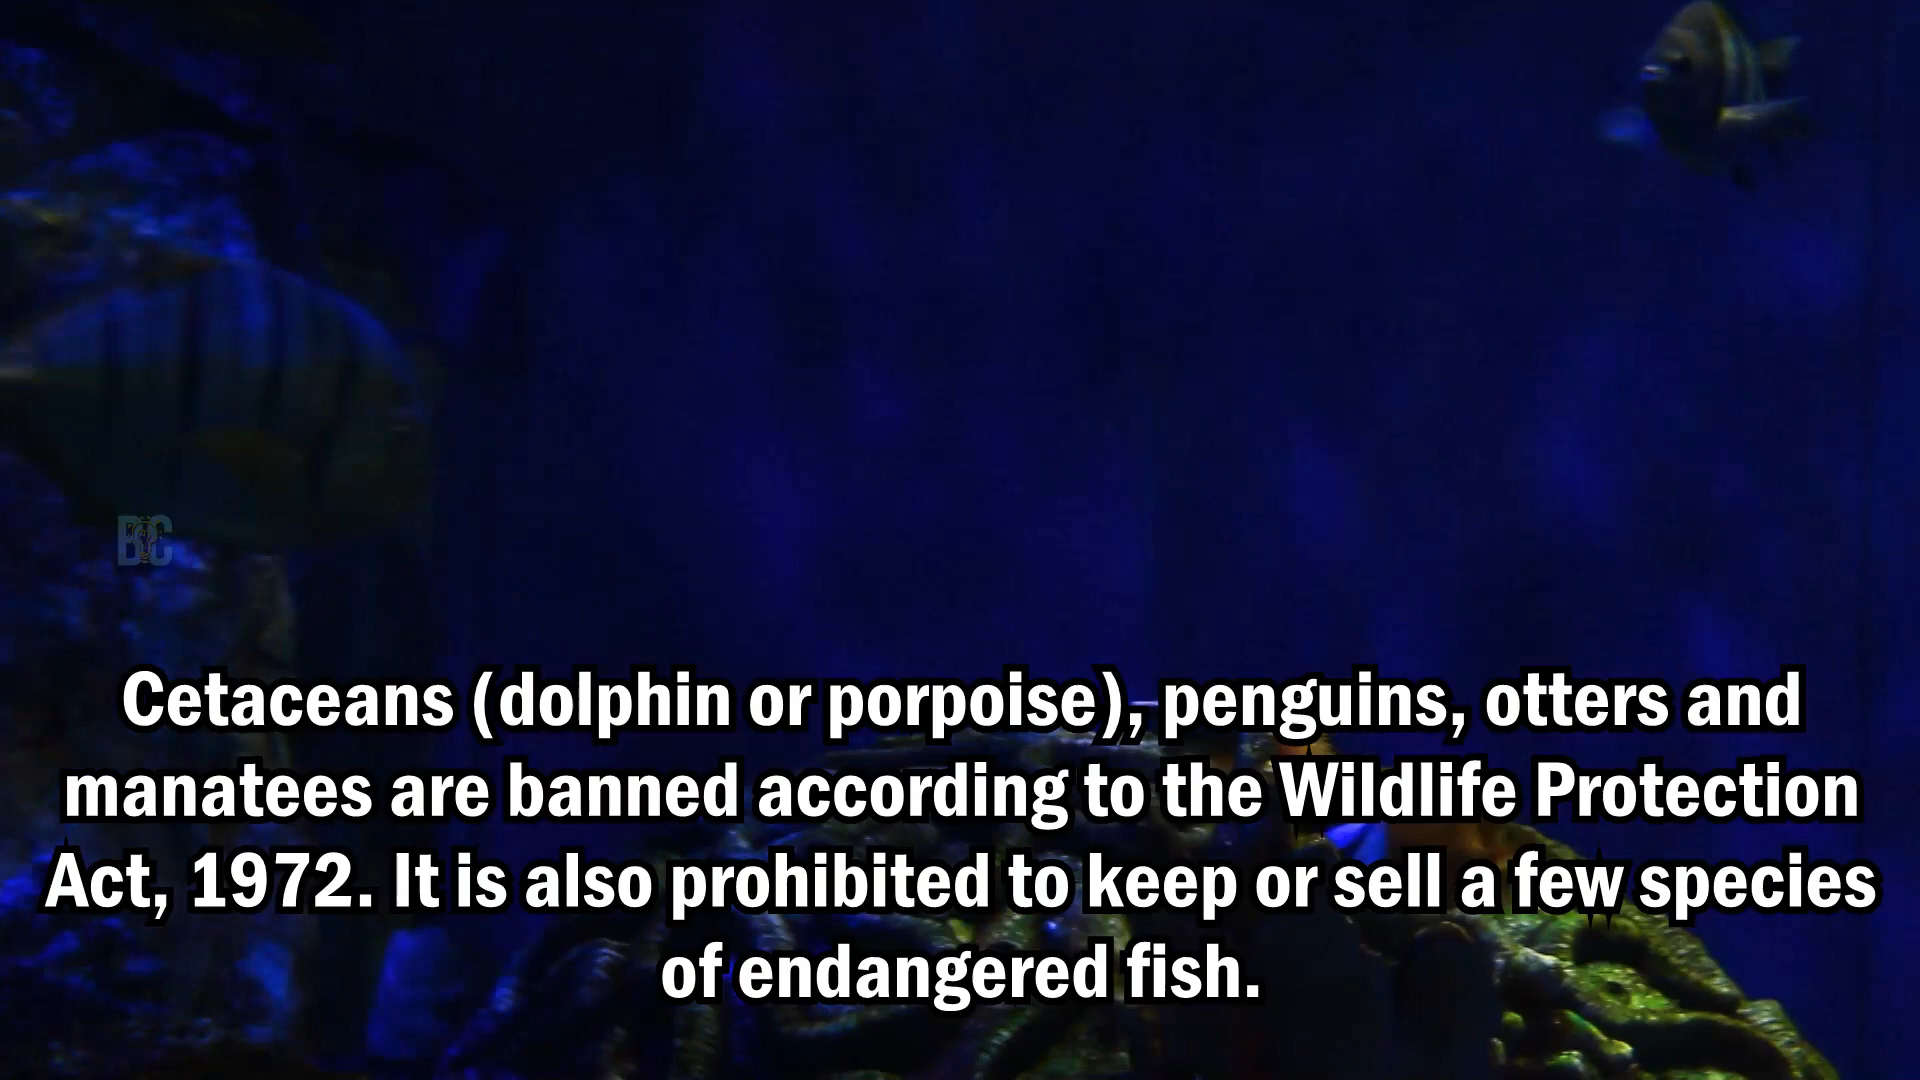 BC
Cetaceans (dolphin or porpoise), penguins, otters and
manatees are banned according to the Wildlife Protection
Act, 1972. It is also prohibited to keep or sell a few species
of endangered fish.